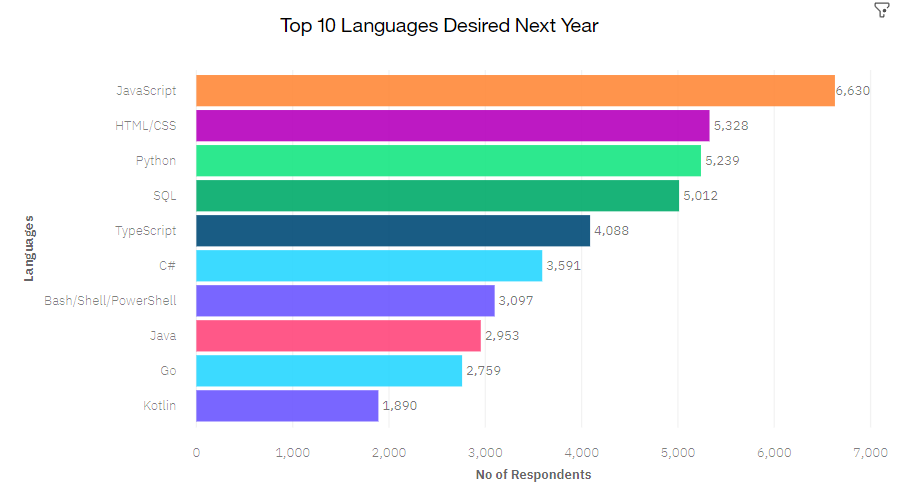 Top 10 Languages Desired Next Year
Languages
JavaScript 6,630
HTML/CSS 5,328
Python 5,239
SQL 5,012
TypeScript 4,088
C# 3,591
Bash/Shell/PowerShell 3,097
Java 2,953
Go 2,759
Kotlin 1,890
0 1,000 2,000 3,000 4,000 5,000 6,000 7,000
No of Respondents